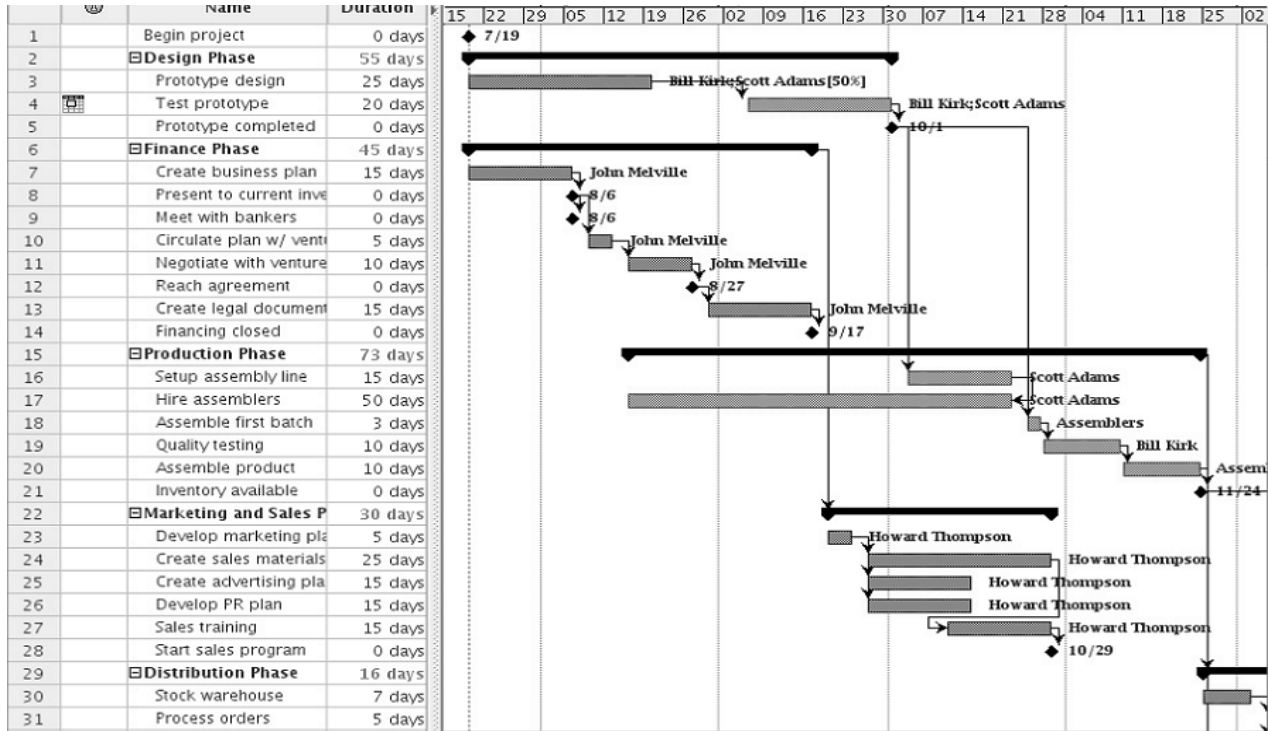 Name Duration 15 22 29 05 12 19 26 02 09 16 23 30 07 14 21 28 04 11 18 25 02
1 Begin project 0 days 7/19
2 Design Phase 55 days
3 Prototype design 25 days Bill Kirk;Scott Adams[50%]
4 Test prototype 20 days Bill Kirk;Scott Adams
5 Prototype completed 0 days 10/1
6 Finance Phase 45 days
7 Create business plan 15 days John Melville
8 Present to current inve 0 days 8/6
9 Meet with bankers 0 days 8/6
10 Circulate plan w/ ventu 5 days John Melville
11 Negotiate with venture 10 days John Melville
12 Reach agreement 0 days 8/27
13 Create legal document 15 days John Melville
14 Financing closed 0 days 9/17
15 Production Phase 73 days
16 Setup assembly line 15 days Scott Adams
17 Hire assemblers 50 days Scott Adams
18 Assemble first batch 3 days Assemblers
19 Quality testing 10 days Bill Kirk
20 Assemble product 10 days Assem
21 Inventory available 0 days 11/24
22 Marketing and Sales P 30 days
23 Develop marketing pla 5 days Howard Thompson
24 Create sales materials 25 days Howard Thompson
25 Create advertising pla 15 days Howard Thompson
26 Develop PR plan 15 days Howard Thompson
27 Sales training 15 days Howard Thompson
28 Start sales program 0 days 10/29
29 Distribution Phase 16 days
30 Stock warehouse 7 days
31 Process orders 5 days